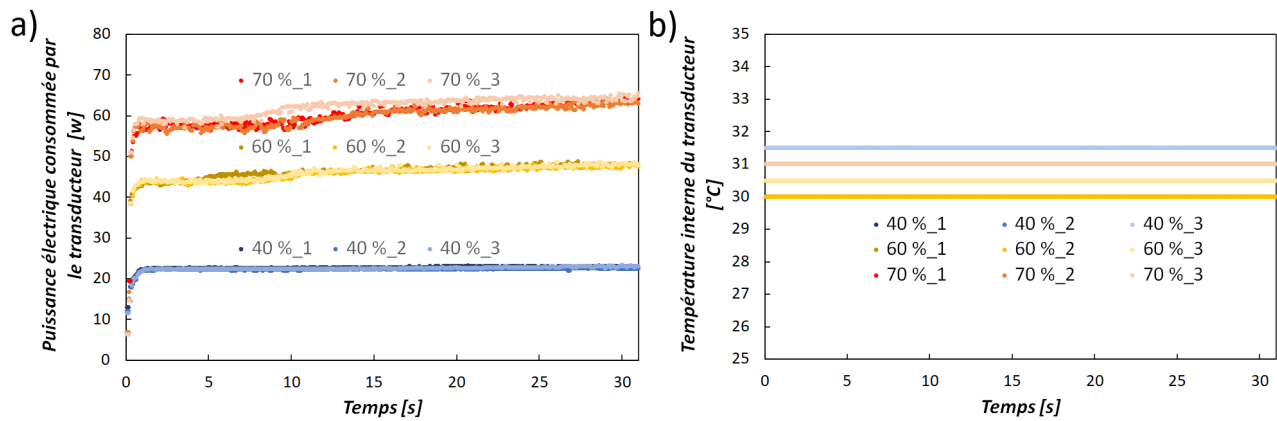 a)
Puissance électrique consommée par
le transducteur [w]
80
70
60
50
40
30
20
10
0
70 %_1 70 %_2 70 %_3
60 %_1 60 %_2 60 %_3
40 %_1 40 %_2 40 %_3
0 5 10 15 20 25 30
Temps [s]
b)
Température interne du transducteur
[°C]
35
34
33
32
31
30
29
28
27
26
25
40 %_1 40 %_2 40 %_3
60 %_1 60 %_2 60 %_3
70 %_1 70 %_2 70 %_3
0 5 10 15 20 25 30
Temps [s]